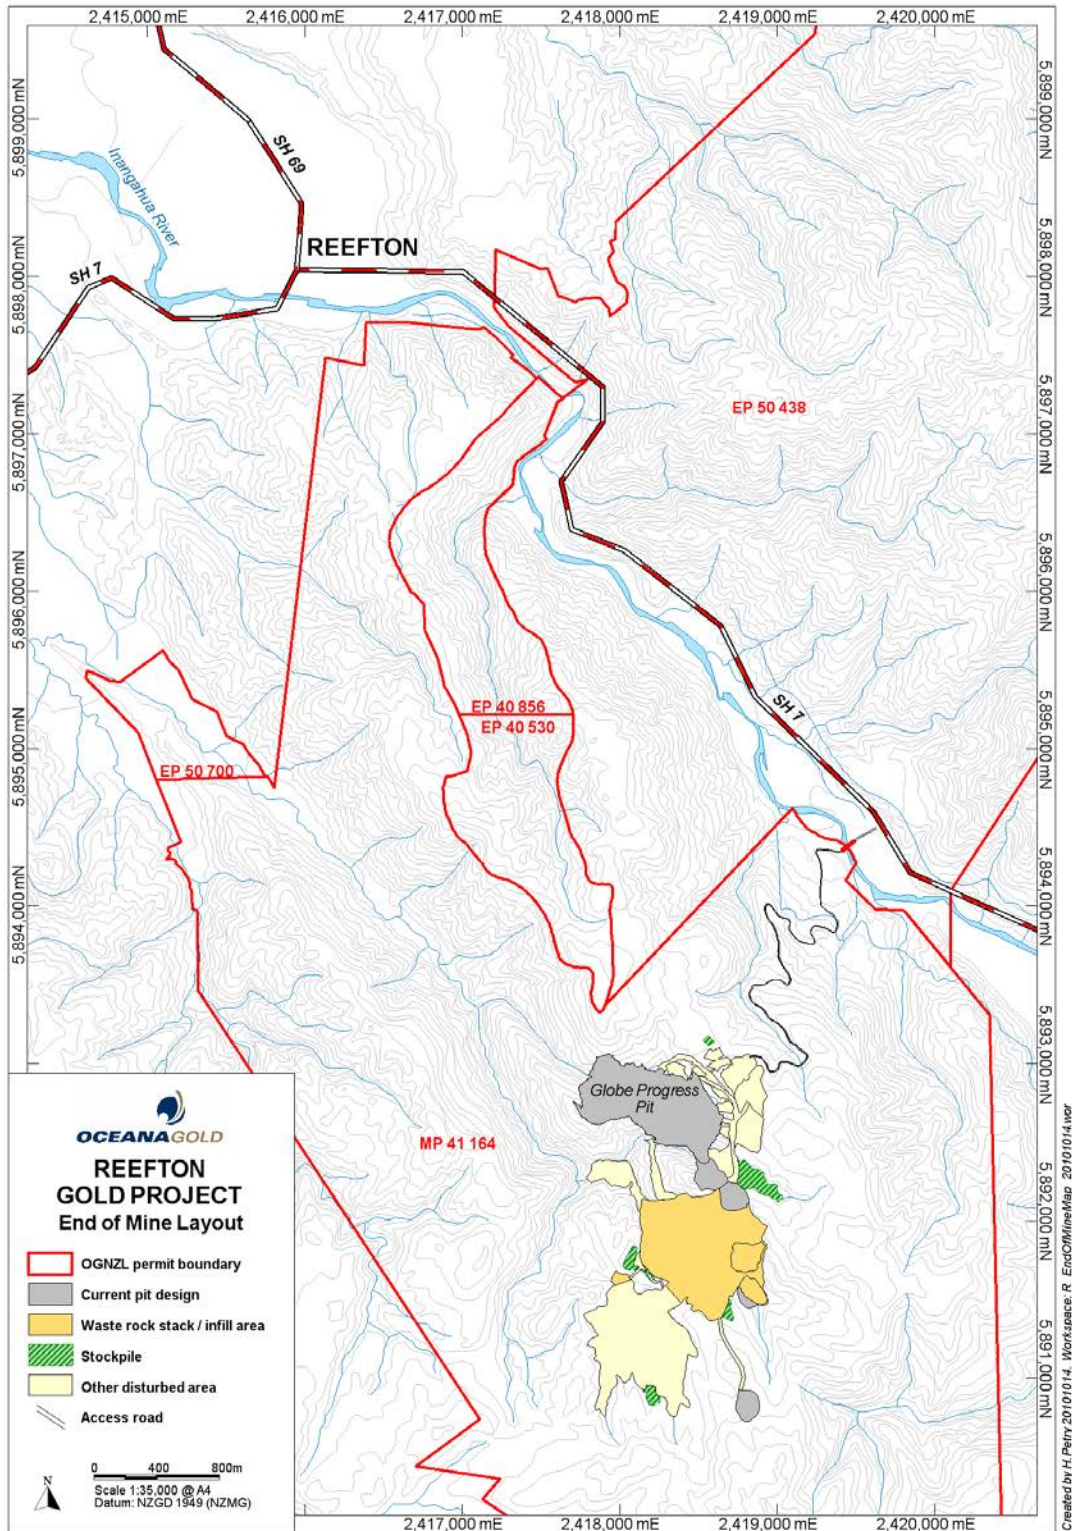 2,415,000 mE
2,416,000 mE
2,417,000 mE
2,418,000 mE
2,419,000 mE
2,420,000 mE
5,899,000 mN
5,899,000 mN
SH 69
Inangahua River
REEFTON
SH 7
5,898,000 mN
5,898,000 mN
EP 50 438
5,897,000 mN
5,897,000 mN
5,896,000 mN
5,896,000 mN
EP 40 856
EP 40 530
SH 7
EP 50 700
5,895,000 mN
5,895,000 mN
5,894,000 mN
5,894,000 mN
5,893,000 mN
Globe Progress
Pit
MP 41 164
5,892,000 mN
5,891,000 mN
OCEANAGOLD
REEFTON
GOLD PROJECT
End of Mine Layout
OGNZL permit boundary
Current pit design
Waste rock stack / infill area
Stockpile
Other disturbed area
Access road
N
0 400 800m
Scale 1:35,000 @ A4
Datum: NZGD 1949 (NZMG)
2,417,000 mE
2,418,000 mE
2,419,000 mE
2,420,000 mE
Created by H.Petry 20101014. Workspace: R_EndOfMineMap_20101014.wor